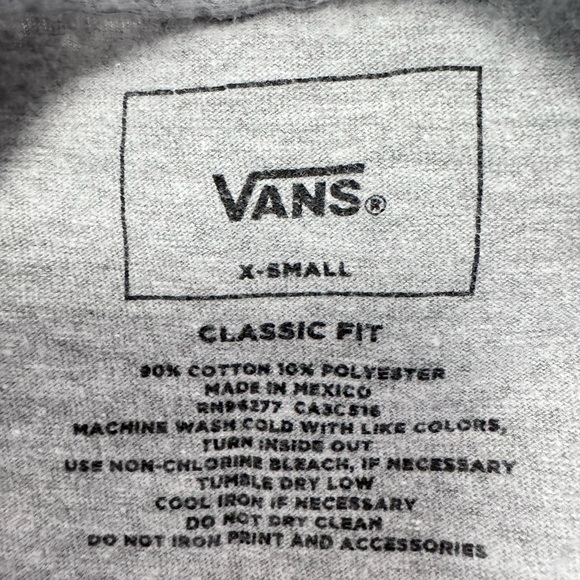 VANS®
X-SMALL
CLASSIC FIT
90% COTTON 10% POLYESTER
MADE IN MEXICO
RN96277 CA3C516
MACHINE WASH COLD WITH LIKE COLORS,
TURN INSIDE OUT
USE NON-CHLORINE BLEACH, IF NECESSARY
TUMBLE DRY LOW
COOL IRON IF NECESSARY
DO NOT DRY CLEAN
DO NOT IRON PRINT AND ACCESSORIES